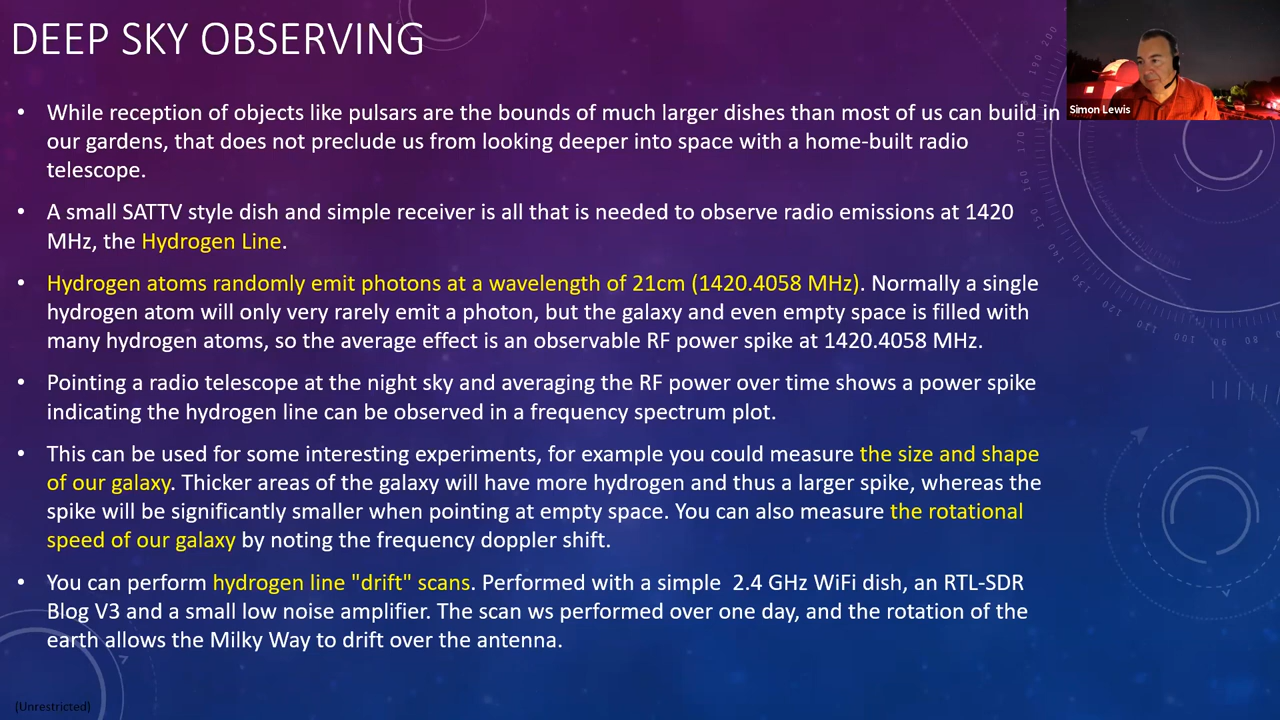 DEEP SKY OBSERVING
Simon Lewis
• While reception of objects like pulsars are the bounds of much larger dishes than most of us can build in
our gardens, that does not preclude us from looking deeper into space with a home-built radio
telescope.
• A small SATTV style dish and simple receiver is all that is needed to observe radio emissions at 1420
MHz, the Hydrogen Line.
• Hydrogen atoms randomly emit photons at a wavelength of 21cm (1420.4058 MHz). Normally a single
hydrogen atom will only very rarely emit a photon, but the galaxy and even empty space is filled with
many hydrogen atoms, so the average effect is an observable RF power spike at 1420.4058 MHz.
• Pointing a radio telescope at the night sky and averaging the RF power over time shows a power spike
indicating the hydrogen line can be observed in a frequency spectrum plot.
• This can be used for some interesting experiments, for example you could measure the size and shape
of our galaxy. Thicker areas of the galaxy will have more hydrogen and thus a larger spike, whereas the
spike will be significantly smaller when pointing at empty space. You can also measure the rotational
speed of our galaxy by noting the frequency doppler shift.
• You can perform hydrogen line "drift" scans. Performed with a simple  2.4 GHz WiFi dish, an RTL-SDR
Blog V3 and a small low noise amplifier. The scan ws performed over one day, and the rotation of the
earth allows the Milky Way to drift over the antenna.
200
190
170
160
150
140
130
120
110
100
90
80
(Unrestricted)